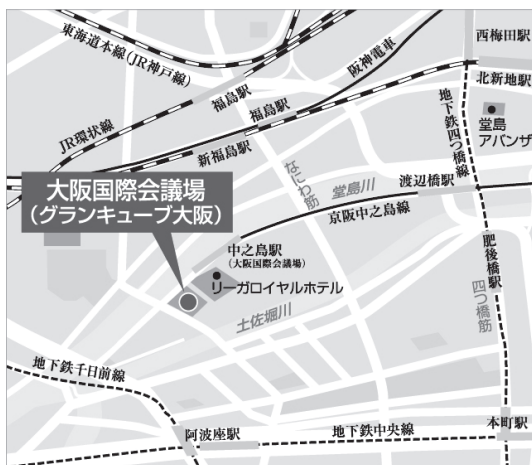 西梅田駅
東海道本線(JR神戸線)
阪神電車
北新地駅
福島駅
福島駅
地下鉄四つ橋線
堂島
アバンザ
JR環状線
新福島駅
なにわ筋
大阪国際会議場
(グランキューブ大阪)
堂島川
渡辺橋駅
京阪中之島線
中之島駅
(大阪国際会議場)
肥後橋駅
リーガロイヤルホテル
四つ橋筋
土佐堀川
地下鉄千日前線
本町駅
阿波座駅
地下鉄中央線